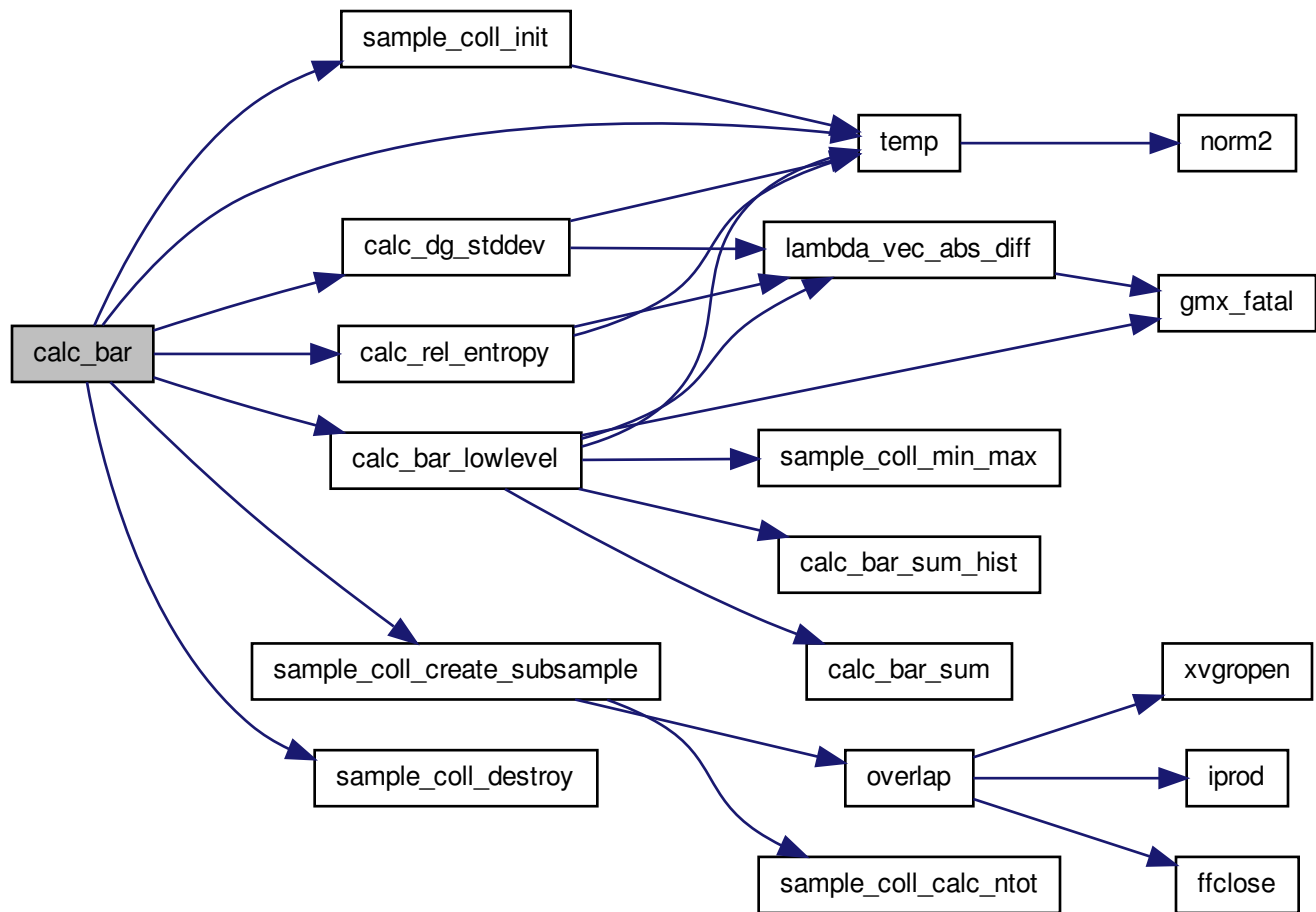 sample_coll_init
temp
norm2
calc_dg_stddev
lambda_vec_abs_diff
gmx_fatal
calc_bar
calc_rel_entropy
calc_bar_lowlevel
sample_coll_min_max
calc_bar_sum_hist
sample_coll_create_subsample
calc_bar_sum
xvgropen
sample_coll_destroy
overlap
iprod
sample_coll_calc_ntot
ffclose